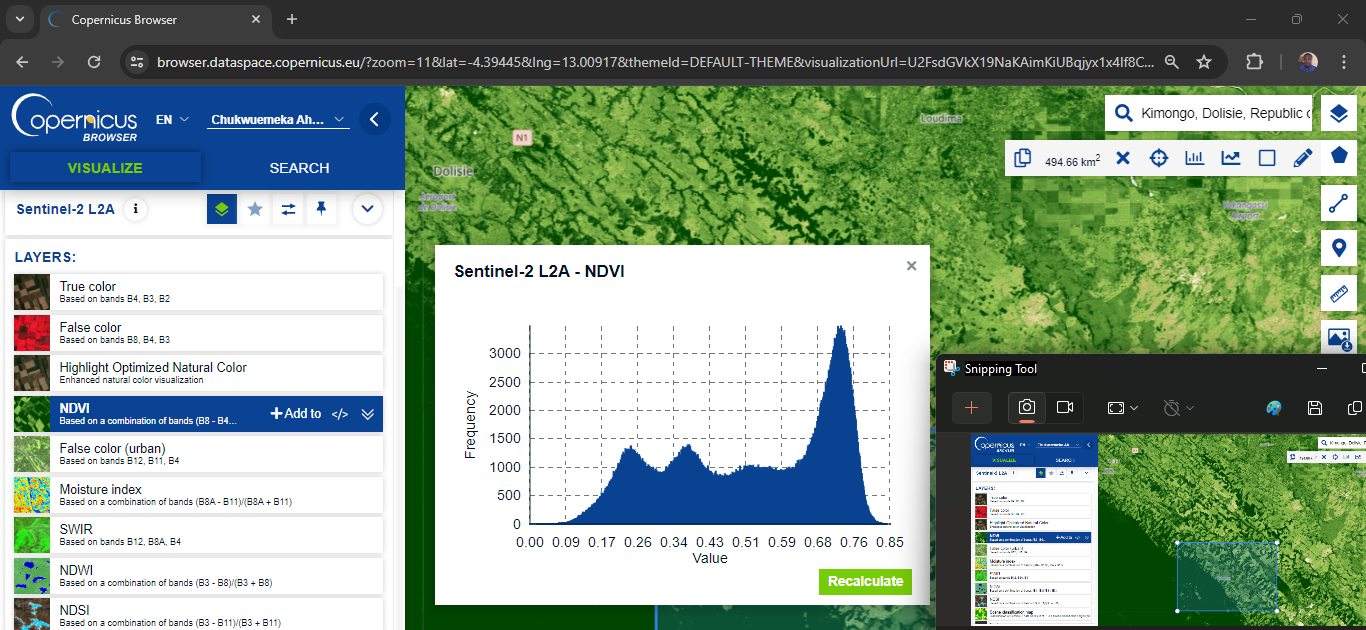 Copernicus Browser
browser.dataspace.copernicus.eu/?zoom=11&lat=-4.39445&lng=13.00917&themeId=DEFAULT-THEME&visualizationUrl=U2FsdGVkX19NaKAimKiUBqjyx1x4lf8C...
Copernicus
BROWSER
EN
Chukwuemeka Ah...
VISUALIZE
SEARCH
Sentinel-2 L2A
LAYERS:
True color
Based on bands B4, B3, B2
False color
Based on bands B8, B4, B3
Highlight Optimized Natural Color
Enhanced natural color visualization
NDVI
Based on a combination of bands (B8 - B4...
Add to
</>
False color (urban)
Based on bands B12, B11, B4
Moisture index
Based on a combination of bands (B8A - B11)/(B8A + B11)
SWIR
Based on bands B12, B8A, B4
NDWI
Based on a combination of bands (B3 - B8)/(B3 + B8)
NDSI
Based on a combination of bands (B3 - B11)/(B3 + B11)
N1
Loudima
Dolisie
Kimongo, Dolisie, Republic
494.66 km²
Sentinel-2 L2A - NDVI
Frequency
3000
2500
2000
1500
1000
500
0
0.00 0.09 0.17 0.26 0.34 0.43 0.51 0.59 0.68 0.76 0.85
Value
Recalculate
Snipping Tool